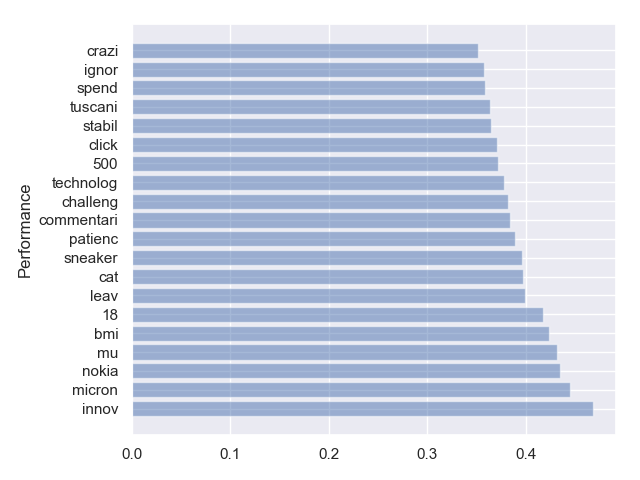 Performance
crazi
ignor
spend
tuscani
stabil
click
500
technolog
challeng
commentari
patienc
sneaker
cat
leav
18
bmi
mu
nokia
micron
innov
0.0 0.1 0.2 0.3 0.4